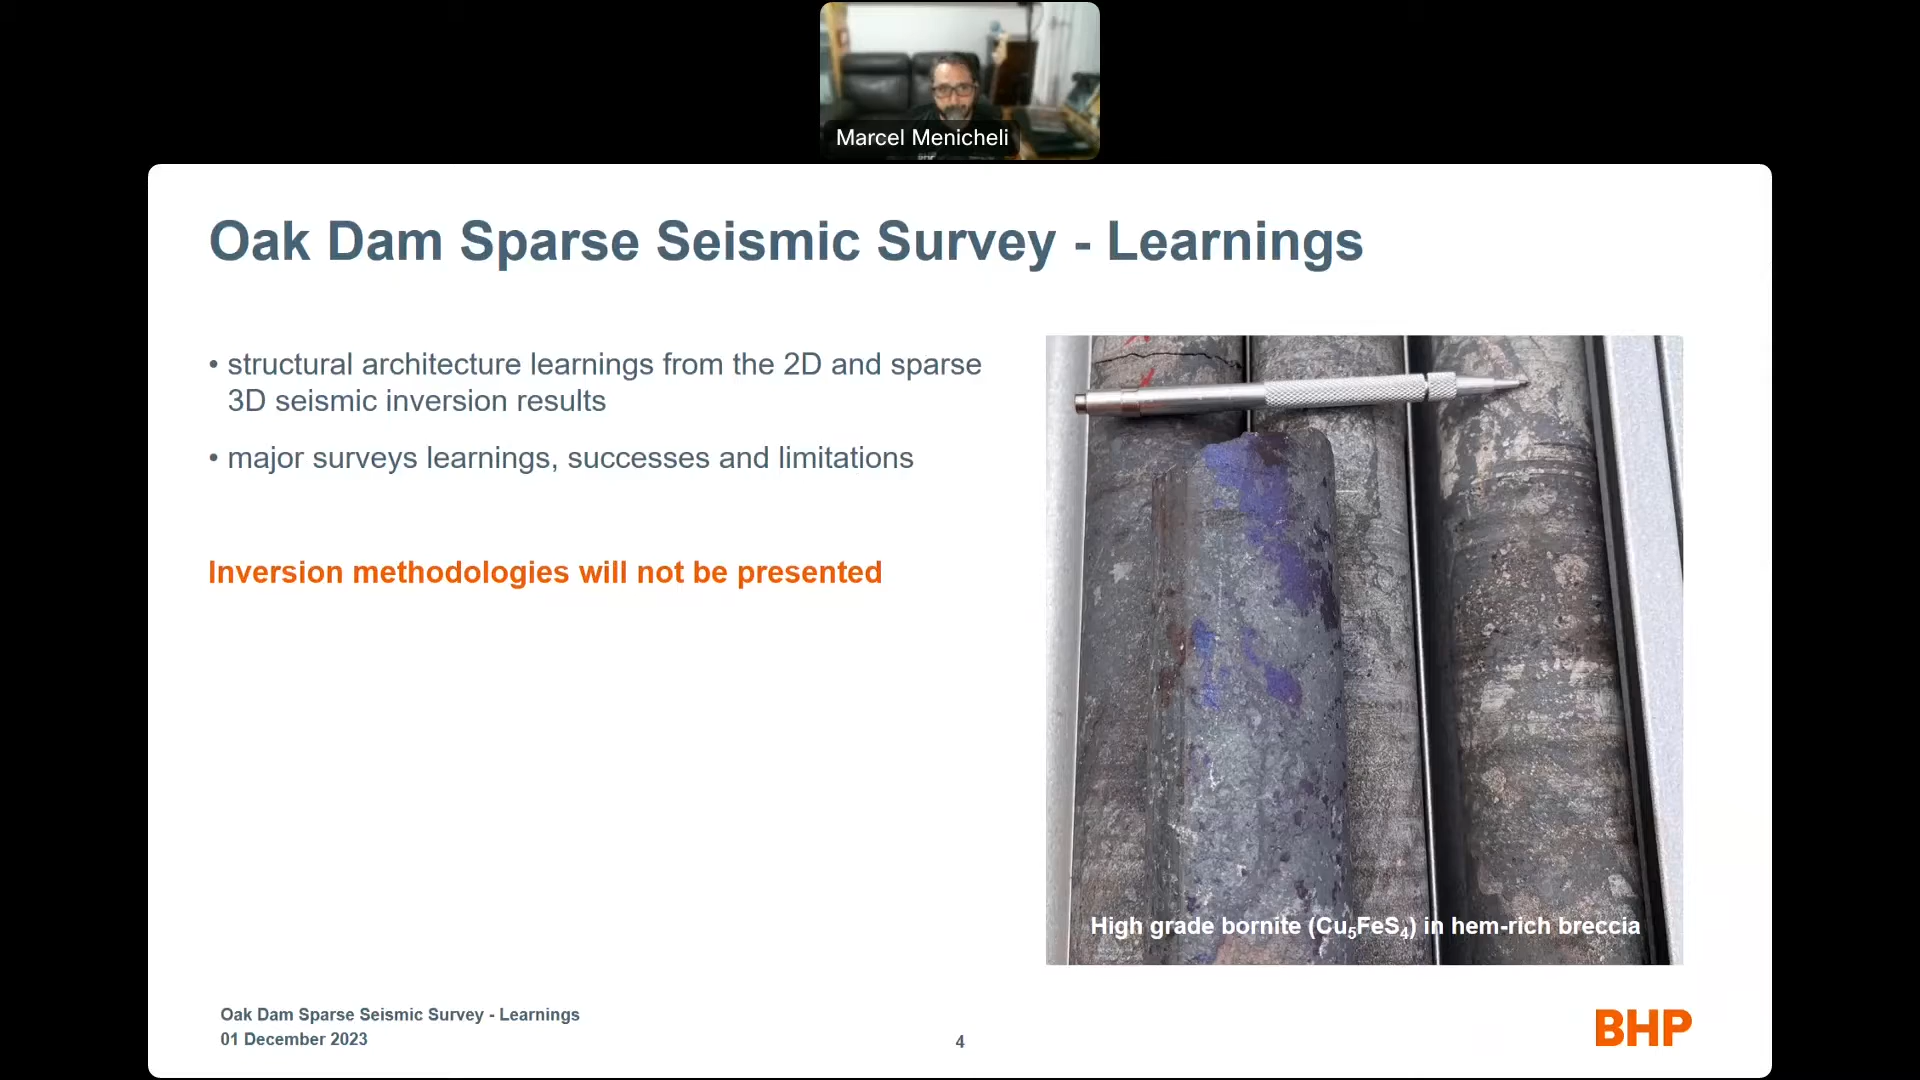 Marcel Menicheli
Oak Dam Sparse Seismic Survey - Learnings
• structural architecture learnings from the 2D and sparse
3D seismic inversion results
• major surveys learnings, successes and limitations
Inversion methodologies will not be presented
High grade bornite (Cu₅FeS₄) in hem-rich breccia
Oak Dam Sparse Seismic Survey - Learnings
01 December 2023
4
BHP